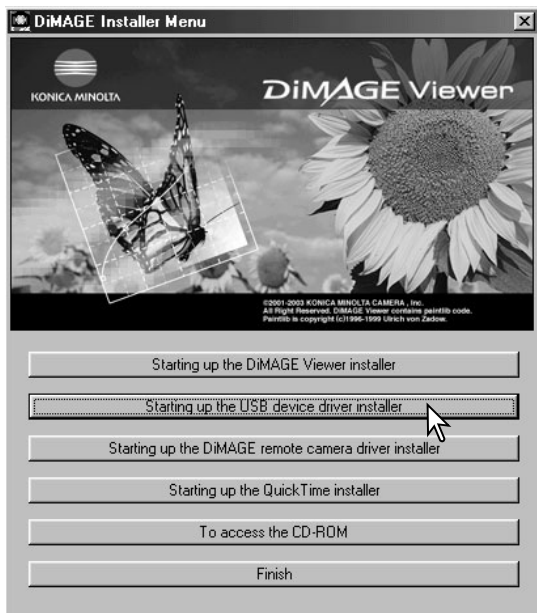 DiMAGE Installer Menu
KONICA MINOLTA
DiMAGE Viewer
©2001-2003 KONICA MINOLTA CAMERA , Inc.
All Right Reserved. DiMAGE Viewer contains paintlib code.
Paintlib is copyright (c)1996-1999 Ulrich von Zadow.
Starting up the DiMAGE Viewer installer
Starting up the USB device driver installer
Starting up the DiMAGE remote camera driver installer
Starting up the QuickTime installer
To access the CD-ROM
Finish